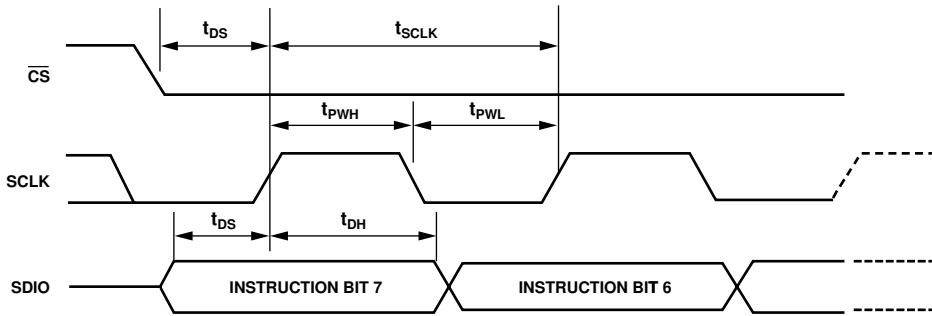 tDS
tSCLK
CS
tPWH
tPWL
SCLK
tDS
tDH
SDIO
INSTRUCTION BIT 7
INSTRUCTION BIT 6